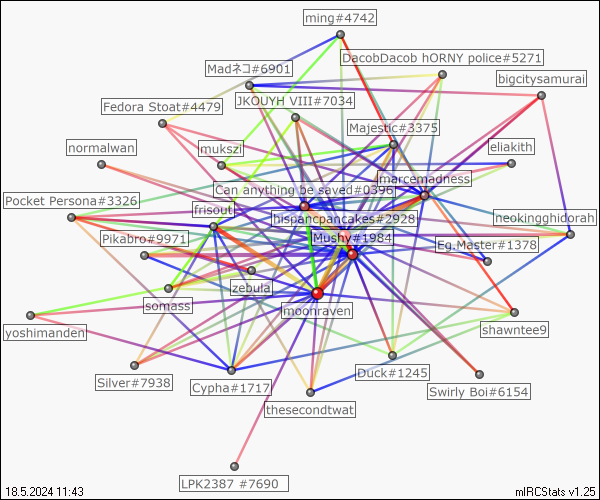 ming#4742
DacobDacob hORNY police#5271
Madネコ#6901
bigcitysamurai
JKOUYH VIII#7034
Fedora Stoat#4479
Majestic#3375
normalwan
mukszi
eliakith
marcemadness
Can anything be saved#0396
Pocket Persona#3326
frisout
hispancpancakes#2928
neokingghidorah
Pikabro#9971
Mushy#1984
Eg.Master#1378
zebula
somass
moonraven
yoshimanden
shawntee9
Duck#1245
Silver#7938
Cypha#1717
Swirly Boi#6154
thesecondtwat
LPK2387 #7690
18.5.2024 11:43
mIRCStats v1.25